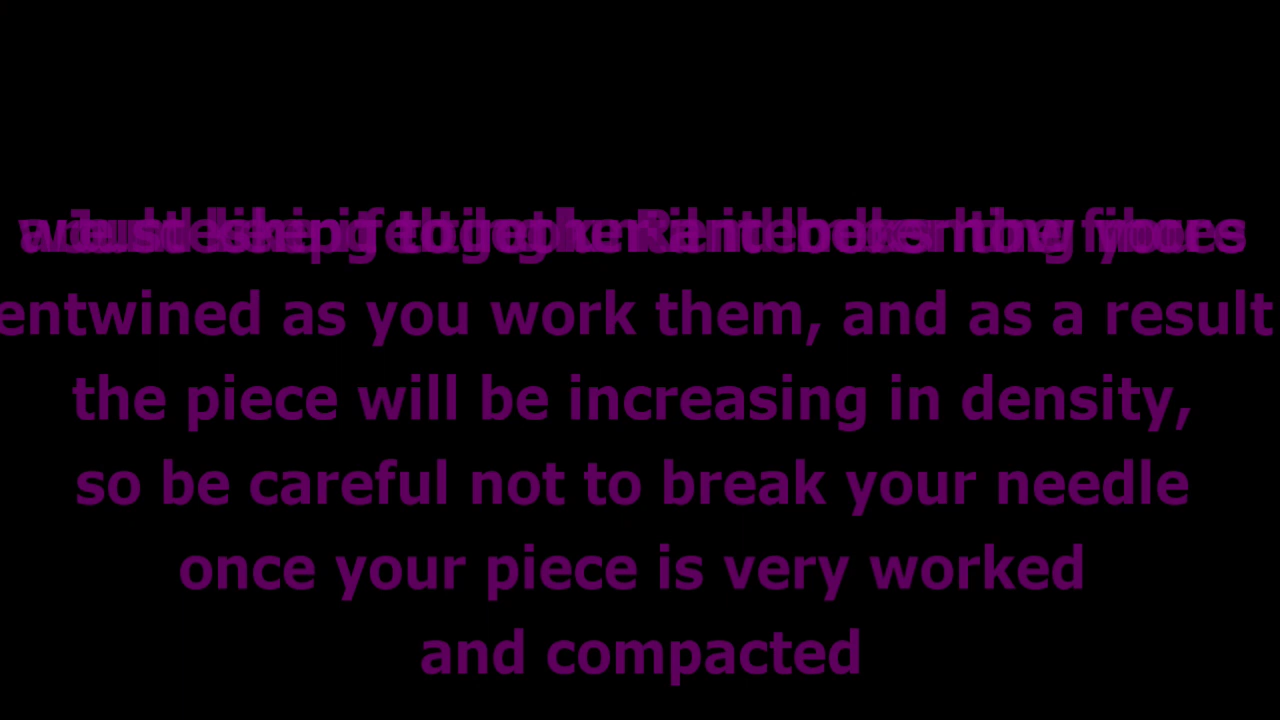 entwined as you work them, and as a result
the piece will be increasing in density,
so be careful not to break your needle
once your piece is very worked
and compacted